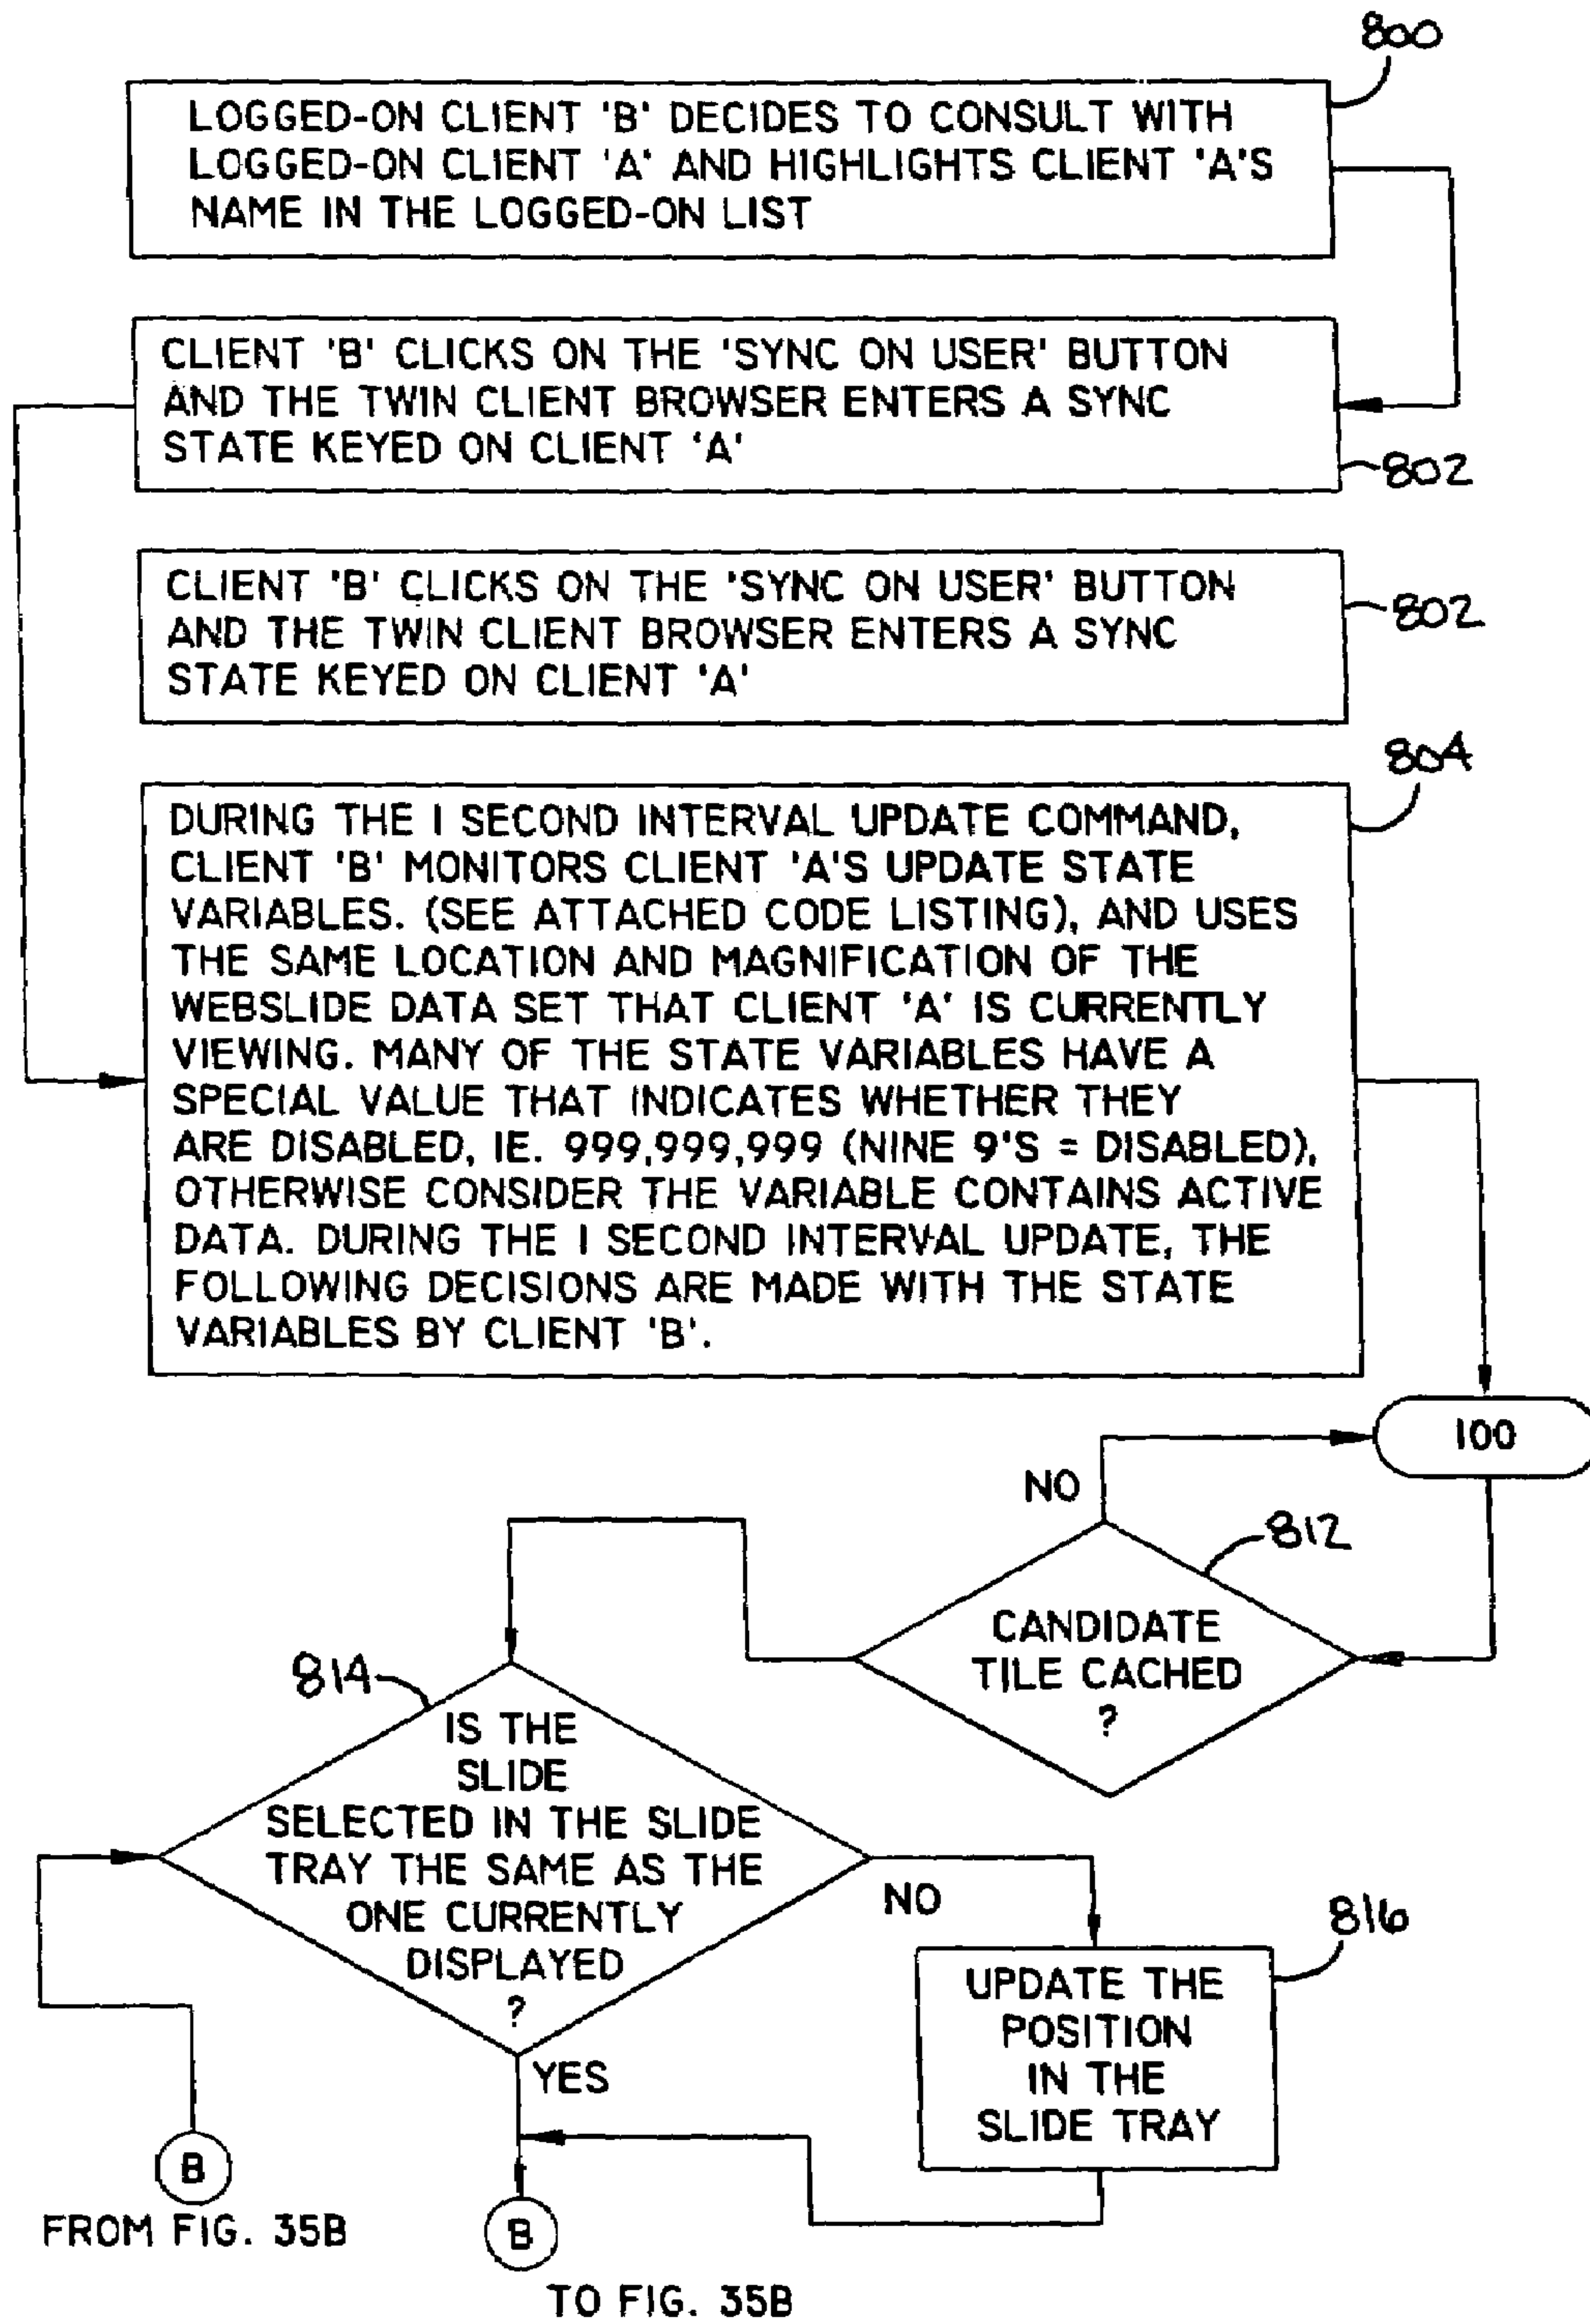 800
LOGGED-ON CLIENT 'B' DECIDES TO CONSULT WITH
LOGGED-ON CLIENT 'A' AND HIGHLIGHTS CLIENT 'A'S
NAME IN THE LOGGED-ON LIST
CLIENT 'B' CLICKS ON THE 'SYNC ON USER' BUTTON
AND THE TWIN CLIENT BROWSER ENTERS A SYNC
STATE KEYED ON CLIENT 'A'
802
CLIENT 'B' CLICKS ON THE 'SYNC ON USER' BUTTON
AND THE TWIN CLIENT BROWSER ENTERS A SYNC
STATE KEYED ON CLIENT 'A'
802
804
DURING THE 1 SECOND INTERVAL UPDATE COMMAND,
CLIENT 'B' MONITORS CLIENT 'A'S UPDATE STATE
VARIABLES. (SEE ATTACHED CODE LISTING), AND USES
THE SAME LOCATION AND MAGNIFICATION OF THE
WEBSLIDE DATA SET THAT CLIENT 'A' IS CURRENTLY
VIEWING. MANY OF THE STATE VARIABLES HAVE A
SPECIAL VALUE THAT INDICATES WHETHER THEY
ARE DISABLED, IE. 999,999,999 (NINE 9'S = DISABLED),
OTHERWISE CONSIDER THE VARIABLE CONTAINS ACTIVE
DATA. DURING THE 1 SECOND INTERVAL UPDATE, THE
FOLLOWING DECISIONS ARE MADE WITH THE STATE
VARIABLES BY CLIENT 'B'.
100
NO
812
CANDIDATE
TILE CACHED
?
814
IS THE
SLIDE
SELECTED IN THE SLIDE
TRAY THE SAME AS THE
ONE CURRENTLY
DISPLAYED
?
NO
816
UPDATE THE
POSITION
IN THE
SLIDE TRAY
YES
B
FROM FIG. 35B
B
TO FIG. 35B